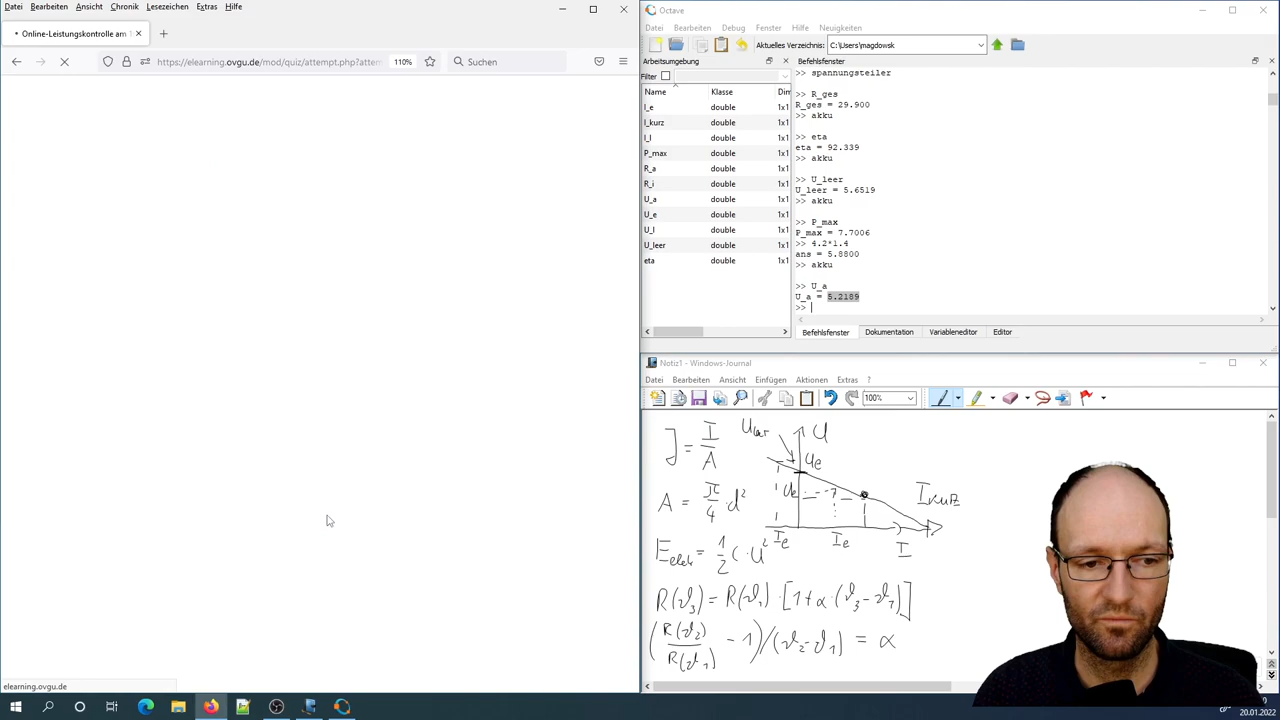 Datei Bearbeiten Ansicht Chronik Lesezeichen Extras Hilfe
Online-Leistungskontrolle am
https://elearning.ovgu.de/mod/quiz/attempt.php?attem
110%
Suchen
elearning.ovgu.de
Octave
Datei Bearbeiten Debug Fenster Hilfe Neuigkeiten
Aktuelles Verzeichnis: C:\Users\magdowsk
Arbeitsumgebung
Filter
Name Klasse Dim
I_e double 1x1
I_kurz double 1x1
I_l double 1x1
P_max double 1x1
R_a double 1x1
R_i double 1x1
U_a double 1x1
U_e double 1x1
U_l double 1x1
U_leer double 1x1
eta double 1x1
Befehlsfenster
>> spannungsteiler
>> R_ges
R_ges = 29.900
>> akku
>> eta
eta = 92.339
>> akku
>> U_leer
U_leer = 5.6519
>> akku
>> P_max
P_max = 7.7006
>> 4.2*1.4
ans = 5.8800
>> akku
>> U_a
U_a = 5.2189
>>
Befehlsfenster Dokumentation Variableneditor Editor
Notiz1 - Windows-Journal
Datei Bearbeiten Ansicht Einfügen Aktionen Extras ?
100%
J = I/A
U_leer U
U_e
A = π/4 · d²
I_kurz
I_e I_e I
E_elek = 1/2 C · U²
R(ϑ₃) = R(ϑ₁) · [1+α·(ϑ₃−ϑ₁)]
(R(ϑ₂)/R(ϑ₁) − 1)/(ϑ₂−ϑ₁) = α
20.01.2022